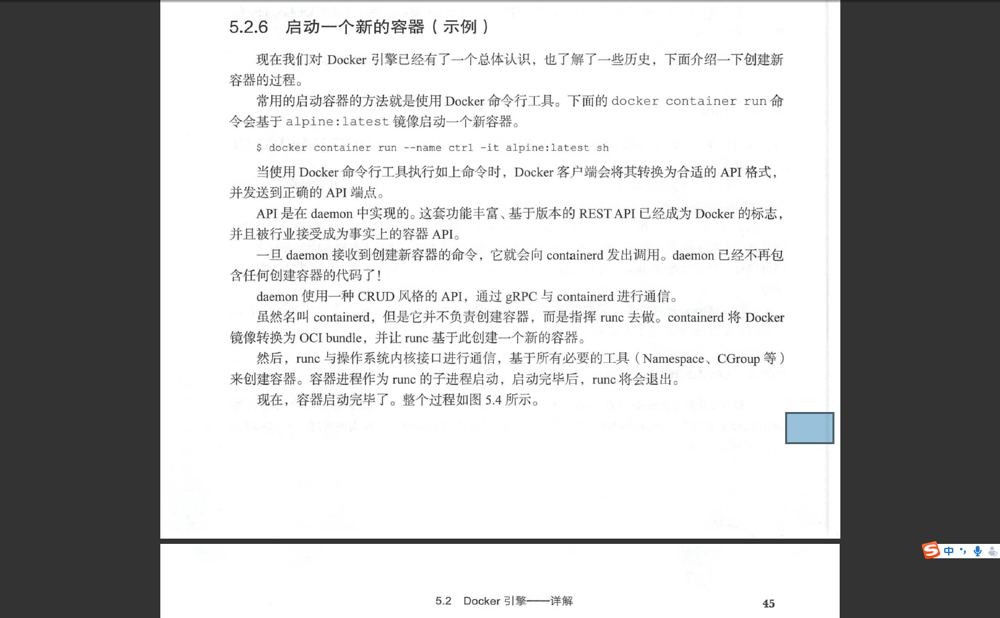 5.2.6 启动一个新的容器（示例）
现在我们对 Docker 引擎已经有了一个总体认识，也了解了一些历史，下面介绍一下创建新
容器的过程。
常用的启动容器的方法就是使用 Docker 命令行工具。下面的 docker container run 命
令会基于 alpine:latest 镜像启动一个新容器。
$ docker container run --name ctr1 -it alpine:latest sh
当使用 Docker 命令行工具执行如上命令时，Docker 客户端会将其转换为合适的 API 格式，
并发送到正确的 API 端点。
API 是在 daemon 中实现的。这套功能丰富、基于版本的 REST API 已经成为 Docker 的标志，
并且被行业接受成为事实上的容器 API。
一旦 daemon 接收到创建新容器的命令，它就会向 containerd 发出调用。daemon 已经不再包
含任何创建容器的代码了！
daemon 使用一种 CRUD 风格的 API，通过 gRPC 与 containerd 进行通信。
虽然名叫 containerd，但是它并不负责创建容器，而是指挥 runc 去做。containerd 将 Docker
镜像转换为 OCI bundle，并让 runc 基于此创建一个新的容器。
然后，runc 与操作系统内核接口进行通信，基于所有必要的工具（Namespace、CGroup 等）
来创建容器。容器进程作为 runc 的子进程启动，启动完毕后，runc 将会退出。
现在，容器启动完毕了。整个过程如图 5.4 所示。
中
5.2 Docker 引擎——详解 45